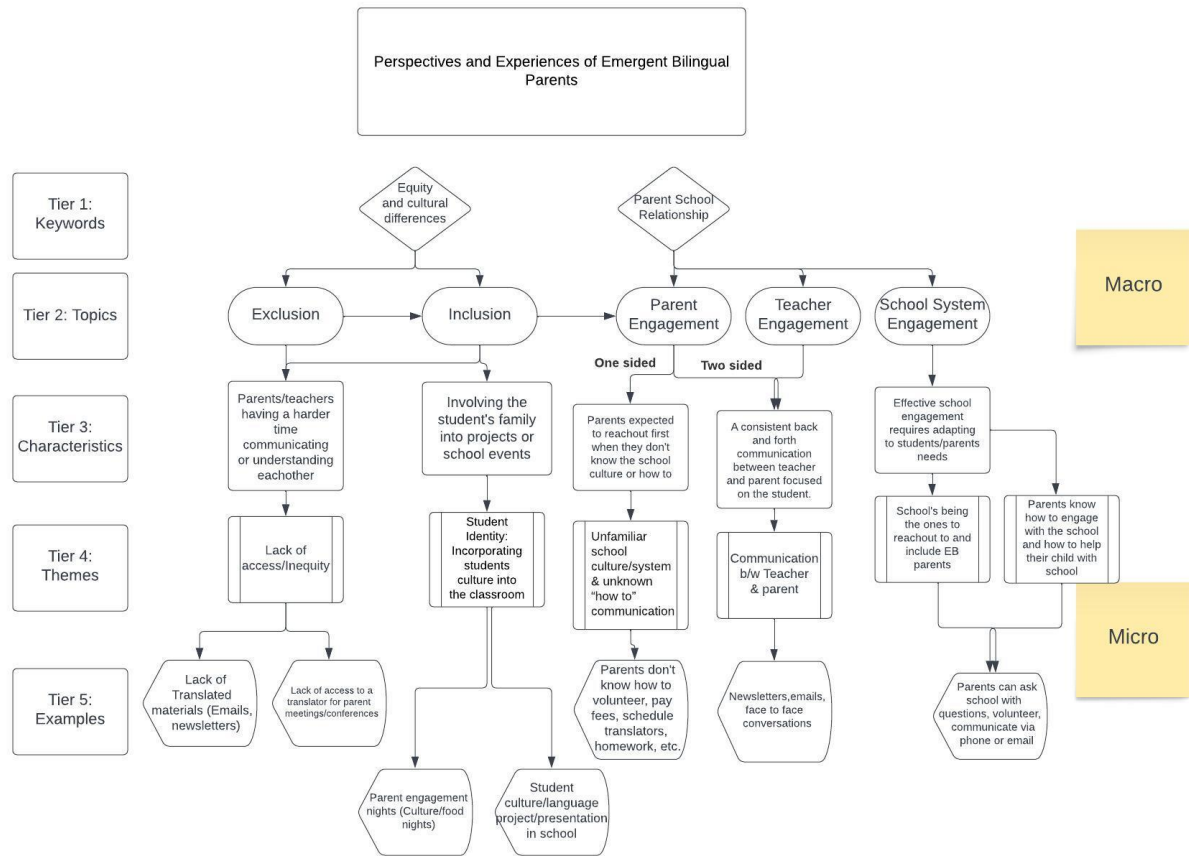 Perspectives and Experiences of Emergent Bilingual
Parents
Tier 1:
Keywords
Equity
and cultural
differences
Parent School
Relationship
Macro
Tier 2: Topics
Exclusion
Inclusion
Parent
Engagement
Teacher
Engagement
School System
Engagement
One sided
Two sided
Tier 3:
Characteristics
Parents/teachers
having a harder
time
communicating
or understanding
eachother
Involving the
student's family
into projects or
school events
Parents expected
to reachout first
when they don't
know the school
culture or how to
A consistent back
and forth
communication
between teacher
and parent focused
on the student.
Effective school
engagement
requires adapting
to students/parents
needs
Tier 4:
Themes
Lack of
access/Inequity
Student
Identity:
Incorporating
students
culture into
the classroom
Unfamiliar
school
culture/system
& unknown
“how to”
communication
Communication
b/w Teacher
& parent
School's being
the ones to
reachout to and
include EB
parents
Parents know
how to engage
with the school
and how to help
their child with
school
Micro
Tier 5:
Examples
Lack of
Translated
materials (Emails,
newsletters)
Lack of access to a
translator for parent
meetings/conferences
Parents don't
know how to
volunteer, pay
fees, schedule
translators,
homework, etc.
Newsletters,emails,
face to face
conversations
Parents can ask
school with
questions, volunteer,
communicate via
phone or email
Parent engagement
nights (Culture/food
nights)
Student
culture/language
project/presentation
in school